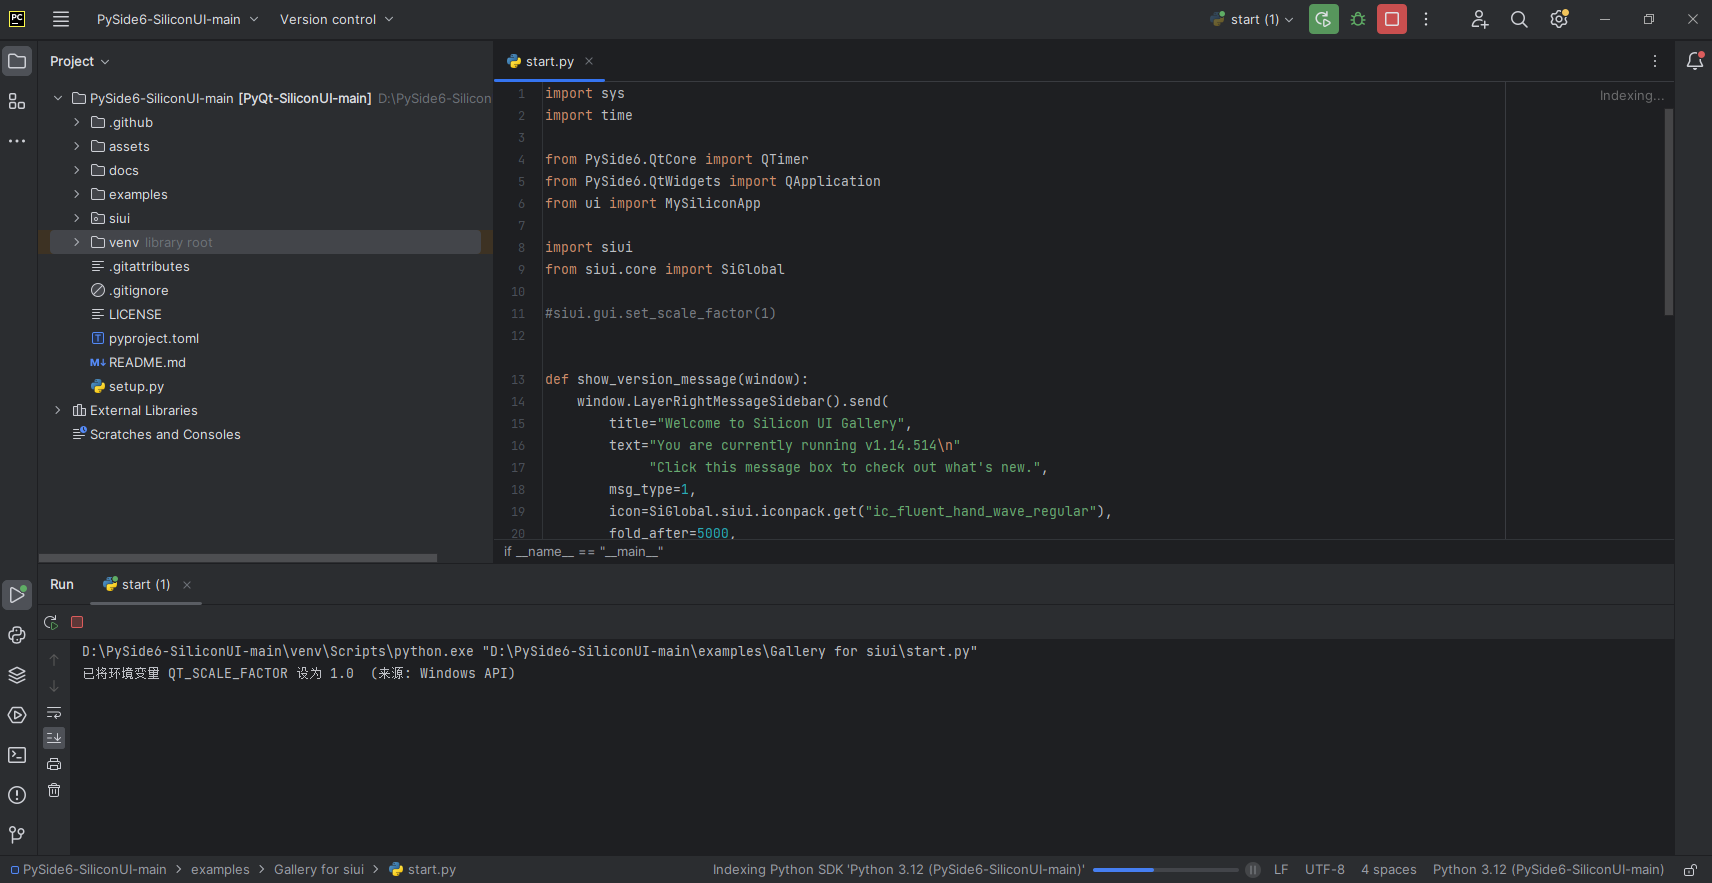 PC
PySide6-SiliconUI-main
Version control
start (1)
Project
start.py
PySide6-SiliconUI-main [PyQt-SiliconUI-main] D:\PySide6-Silicon
.github
assets
docs
examples
siui
venv library root
.gitattributes
.gitignore
LICENSE
pyproject.toml
README.md
setup.py
External Libraries
Scratches and Consoles
Indexing...
1 import sys
2 import time
3
4 from PySide6.QtCore import QTimer
5 from PySide6.QtWidgets import QApplication
6 from ui import MySiliconApp
7
8 import siui
9 from siui.core import SiGlobal
10
11 #siui.gui.set_scale_factor(1)
12
13 def show_version_message(window):
14 window.LayerRightMessageSidebar().send(
15 title="Welcome to Silicon UI Gallery",
16 text="You are currently running v1.14.514\n"
17 "Click this message box to check out what's new.",
18 msg_type=1,
19 icon=SiGlobal.siui.iconpack.get("ic_fluent_hand_wave_regular"),
20 fold_after=5000,
if __name__ == "__main__"
Run
start (1)
D:\PySide6-SiliconUI-main\venv\Scripts\python.exe "D:\PySide6-SiliconUI-main\examples\Gallery for siui\start.py"
已将环境变量 QT_SCALE_FACTOR 设为 1.0 （来源: Windows API）
PySide6-SiliconUI-main
examples
Gallery for siui
start.py
Indexing Python SDK 'Python 3.12 (PySide6-SiliconUI-main)'
LF
UTF-8
4 spaces
Python 3.12 (PySide6-SiliconUI-main)